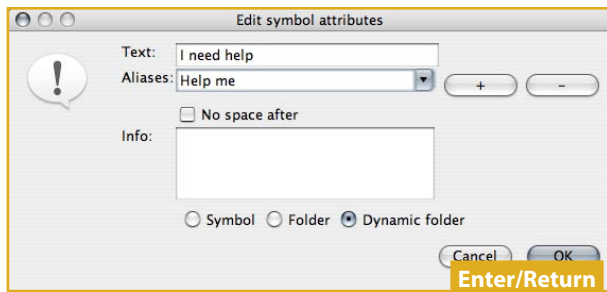 Edit symbol attributes
Text: I need help
Aliases: Help me + -
No space after
Info:
Symbol Folder Dynamic folder
Cancel OK
Enter/Return